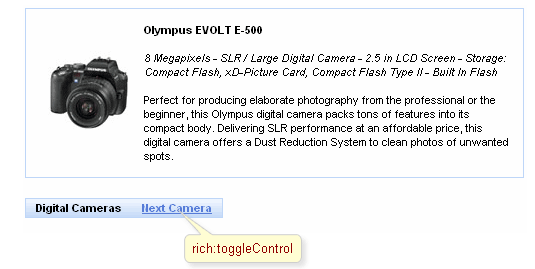 Olympus EVOLT E-500
8 Megapixels - SLR / Large Digital Camera - 2.5 in LCD Screen - Storage:
Compact Flash, xD-Picture Card, Compact Flash Type II - Built In Flash
Perfect for producing elaborate photography from the professional or the
beginner, this Olympus digital camera packs tons of features into its
compact body. Delivering SLR performance at an affordable price, this
digital camera offers a Dust Reduction System to clean photos of unwanted
spots.
Digital Cameras Next Camera
rich:toggleControl